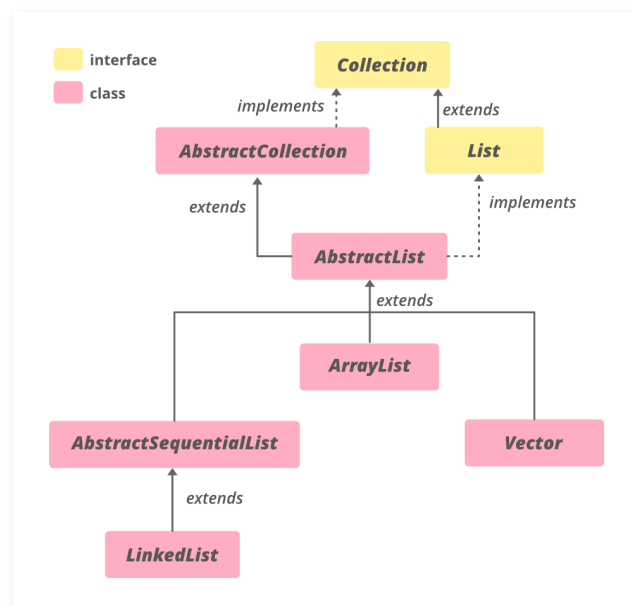 interface
class
Collection
implements
extends
AbstractCollection
List
extends
implements
AbstractList
extends
ArrayList
AbstractSequentialList
Vector
extends
LinkedList